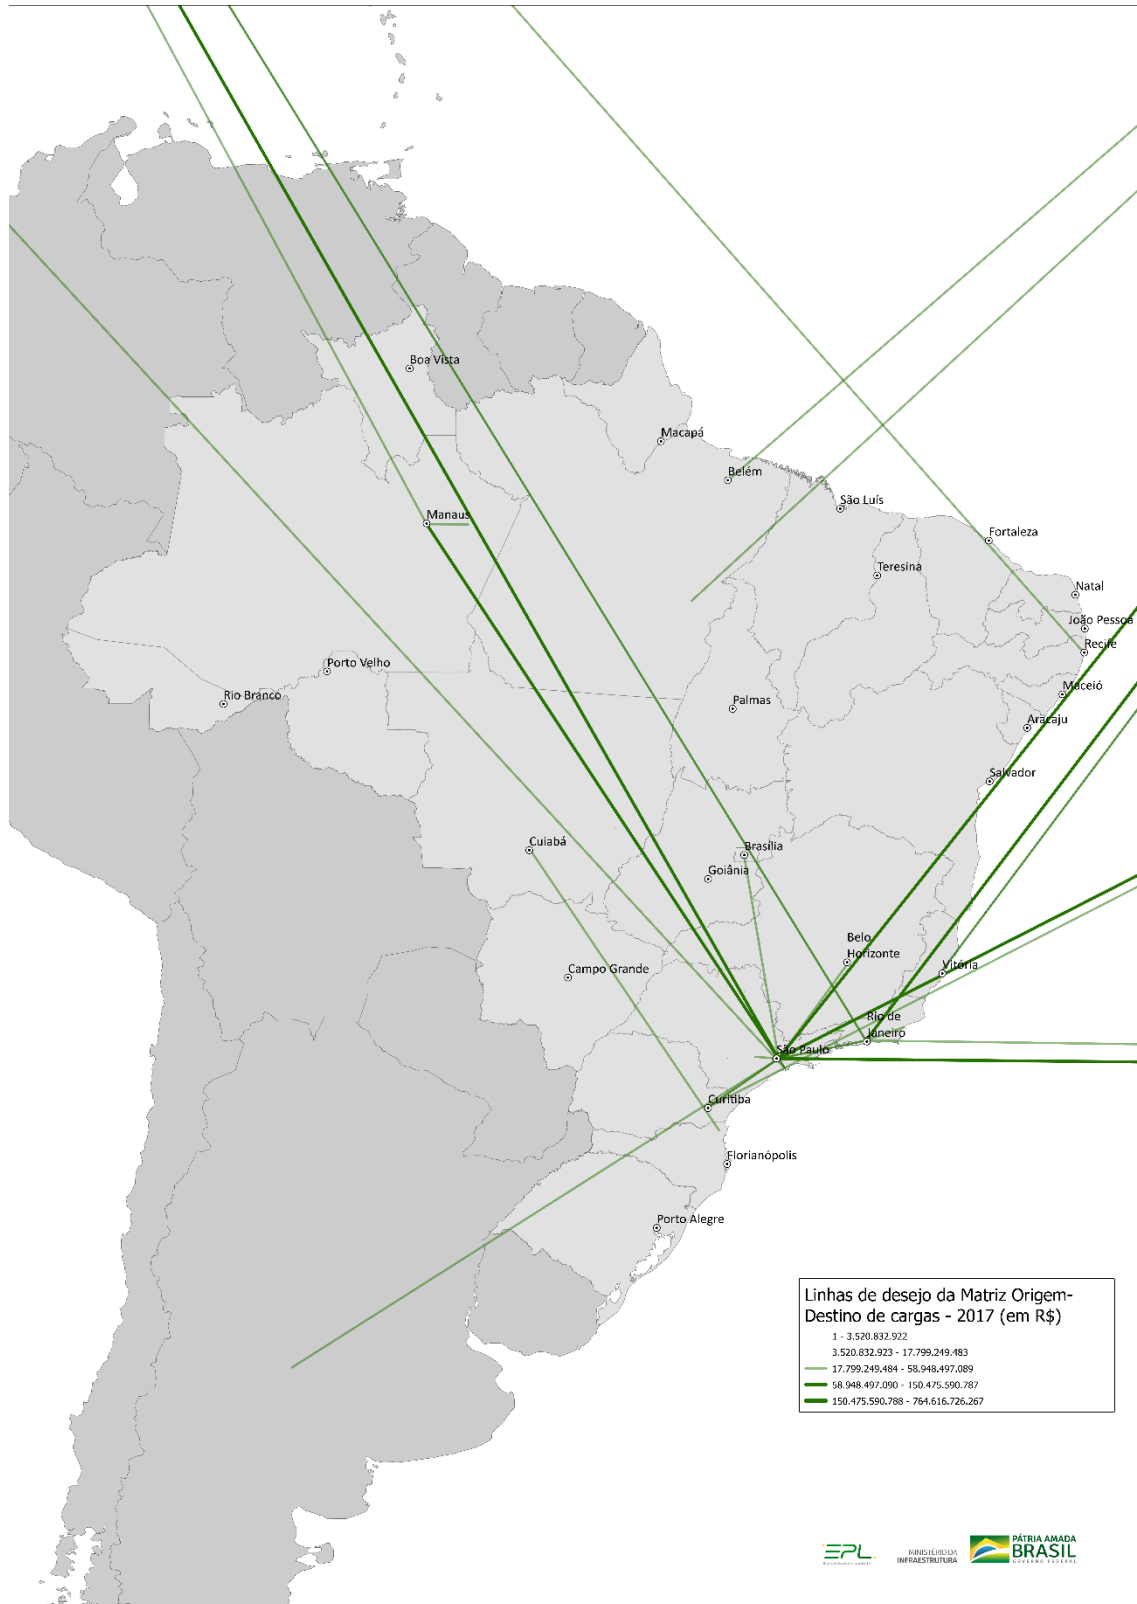 Boa Vista
Macapá
Belém
São Luís
Manaus
Fortaleza
Teresina
Natal
João Pessoa
Recife
Porto Velho
Rio Branco
Palmas
Maceió
Aracaju
Salvador
Cuiabá
Brasília
Goiânia
Belo
Horizonte
Campo Grande
Vitória
Rio de
Janeiro
São Paulo
Curitiba
Florianópolis
Porto Alegre
Linhas de desejo da Matriz Origem-
Destino de cargas - 2017 (em R$)
1 - 3.520.832.922
3.520.832.923 - 17.799.249.483
17.799.249.484 - 58.948.497.089
58.948.497.090 - 150.475.590.787
150.475.590.788 - 764.616.726.267
EPL
MINISTÉRIO DA
INFRAESTRUTURA
PÁTRIA AMADA
BRASIL
GOVERNO FEDERAL